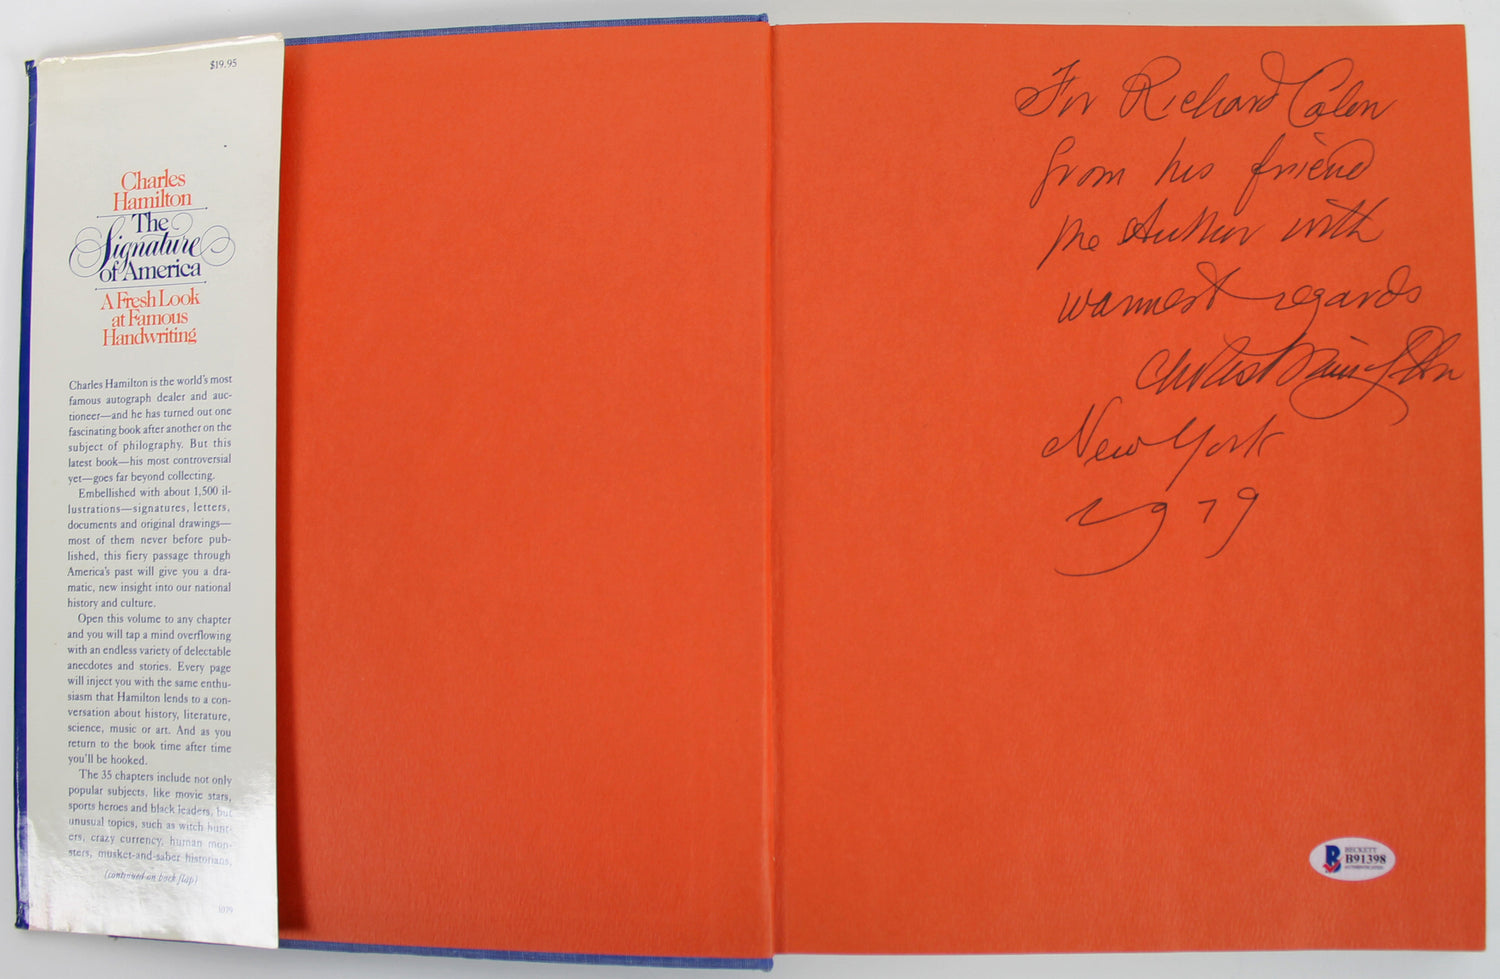 $19.95
Charles
Hamilton
The
Signature
of America
A Fresh Look
at Famous
Handwriting
Charles Hamilton is the world's most
famous autograph dealer and auc-
tioneer—and he has turned out one
fascinating book after another on the
subject of philography. But this
latest book—his most controversial
yet—goes far beyond collecting.
Embellished with about 1,500 il-
lustrations—signatures, letters,
documents and original drawings—
most of them never before pub-
lished, this fiery passage through
America's past will give you a dra-
matic, new insight into our national
history and culture.
Open this volume to any chapter
and you will tap a mind overflowing
with an endless variety of delectable
anecdotes and stories. Every page
will inject you with the same enthu-
siasm that Hamilton lends to a con-
versation about history, literature,
science, music or art. And as you
return to the book time after time
you'll be hooked.
The 35 chapters include not only
popular subjects, like movie stars,
sports heroes and black leaders, but
unusual topics, such as witch hunt-
ers, crazy currency, human mon-
sters, musket-and-saber historians,
(continued on back flap)
1079
For Richard Colen
from his friend
the Author with
warmest regards
Charles Hamilton
New York
1979
BECKETT
B91398
AUTHENTICATION